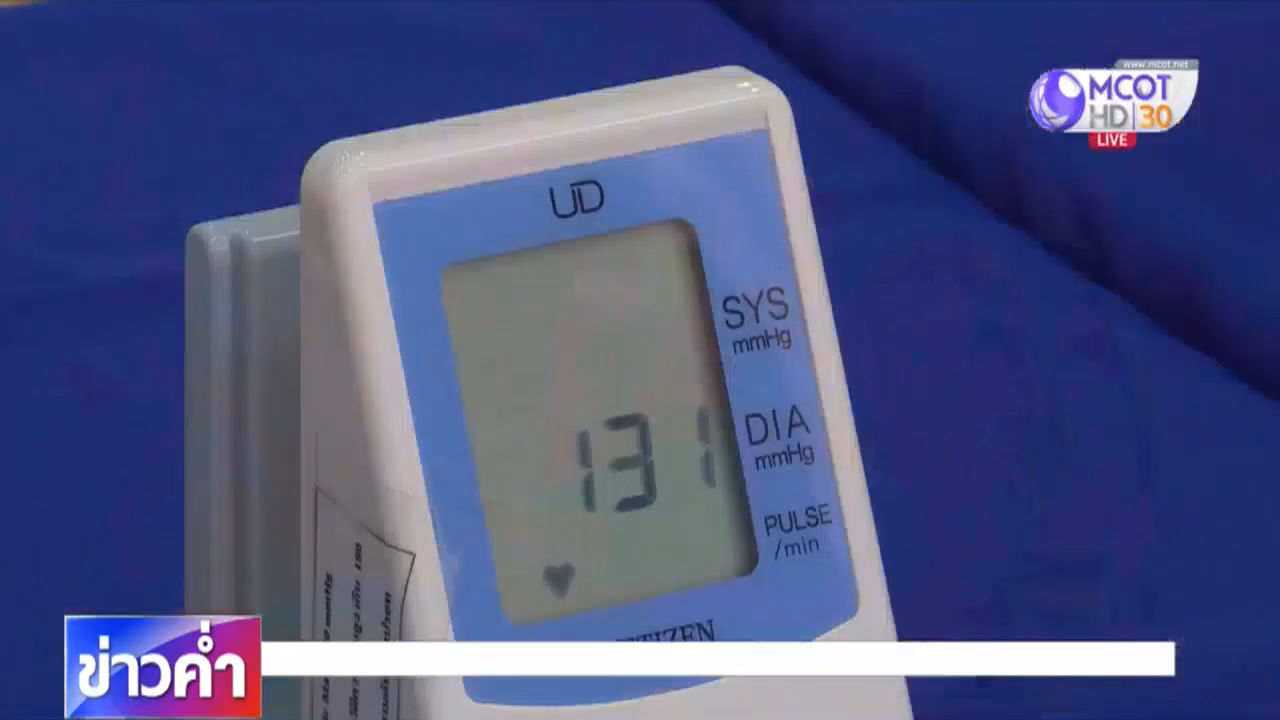 www.mcot.net
MCOT
HD 30
LIVE
UD
SYS
mmHg
131
DIA
mmHg
PULSE
/min
ข่าวค่ำ